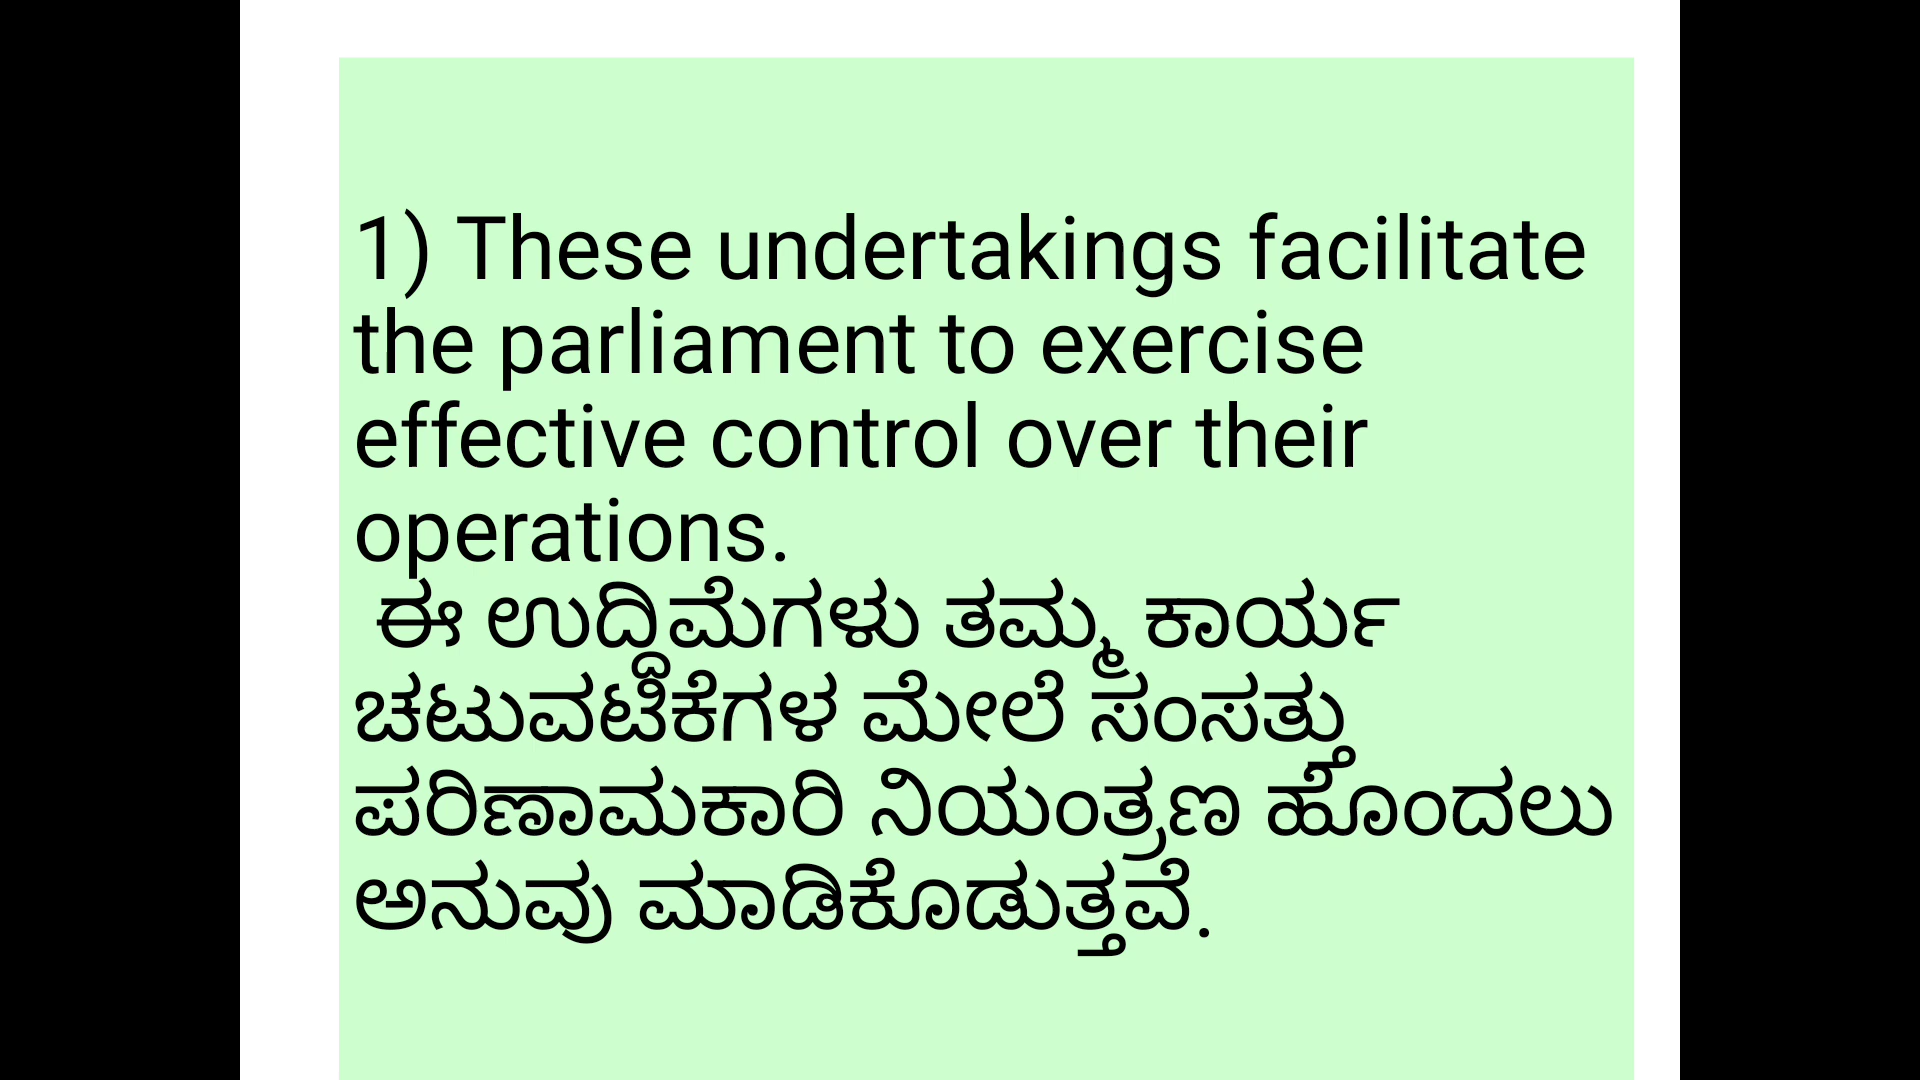 1) These undertakings facilitate
the parliament to exercise
effective control over their
operations.
ಈ ಉದ್ದಿಮೆಗಳು ತಮ್ಮ ಕಾರ್ಯ
ಚಟುವಟಿಕೆಗಳ ಮೇಲೆ ಸಂಸತ್ತು
ಪರಿಣಾಮಕಾರಿ ನಿಯಂತ್ರಣ ಹೊಂದಲು
ಅನುವು ಮಾಡಿಕೊಡುತ್ತವೆ.